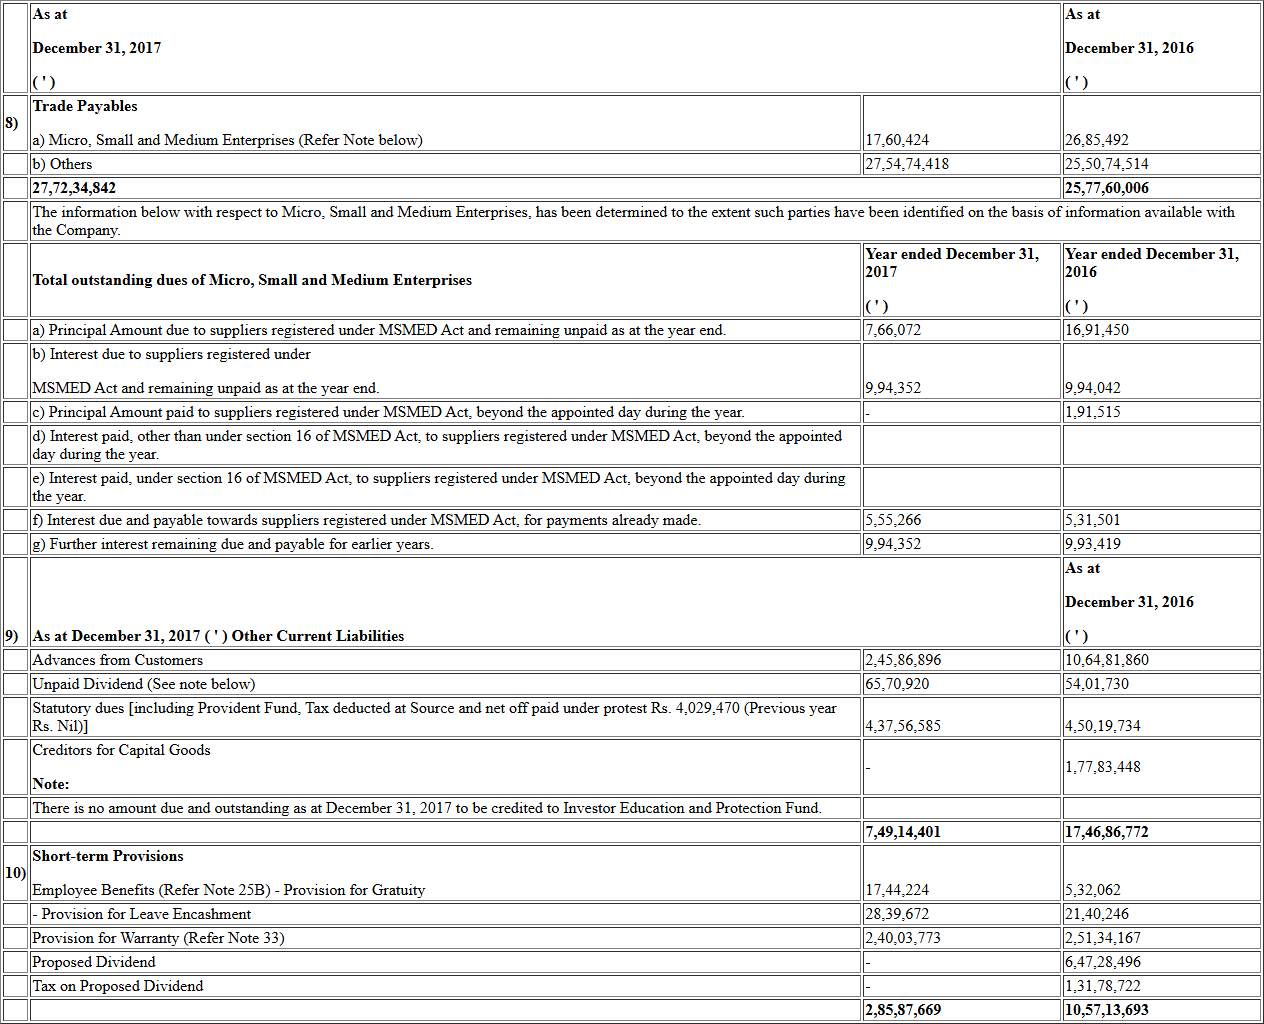 As at
As at
December 31, 2017
December 31, 2016
( ' )
( ' )
8)
Trade Payables
a) Micro, Small and Medium Enterprises (Refer Note below) 17,60,424 26,85,492
b) Others 27,54,74,418 25,50,74,514
27,72,34,842 25,77,60,006
The information below with respect to Micro, Small and Medium Enterprises, has been determined to the extent such parties have been identified on the basis of information available with
the Company.
Total outstanding dues of Micro, Small and Medium Enterprises
Year ended December 31,
2017
( ' )
Year ended December 31,
2016
( ' )
a) Principal Amount due to suppliers registered under MSMED Act and remaining unpaid as at the year end. 7,66,072 16,91,450
b) Interest due to suppliers registered under
MSMED Act and remaining unpaid as at the year end. 9,94,352 9,94,042
c) Principal Amount paid to suppliers registered under MSMED Act, beyond the appointed day during the year. - 1,91,515
d) Interest paid, other than under section 16 of MSMED Act, to suppliers registered under MSMED Act, beyond the appointed
day during the year.
e) Interest paid, under section 16 of MSMED Act, to suppliers registered under MSMED Act, beyond the appointed day during
the year.
f) Interest due and payable towards suppliers registered under MSMED Act, for payments already made. 5,55,266 5,31,501
g) Further interest remaining due and payable for earlier years. 9,94,352 9,93,419
As at
December 31, 2016
9) As at December 31, 2017 ( ' ) Other Current Liabilities ( ' )
Advances from Customers 2,45,86,896 10,64,81,860
Unpaid Dividend (See note below) 65,70,920 54,01,730
Statutory dues [including Provident Fund, Tax deducted at Source and net off paid under protest Rs. 4,029,470 (Previous year
Rs. Nil)] 4,37,56,585 4,50,19,734
Creditors for Capital Goods - 1,77,83,448
Note:
There is no amount due and outstanding as at December 31, 2017 to be credited to Investor Education and Protection Fund.
7,49,14,401 17,46,86,772
10)
Short-term Provisions
Employee Benefits (Refer Note 25B) - Provision for Gratuity 17,44,224 5,32,062
- Provision for Leave Encashment 28,39,672 21,40,246
Provision for Warranty (Refer Note 33) 2,40,03,773 2,51,34,167
Proposed Dividend - 6,47,28,496
Tax on Proposed Dividend - 1,31,78,722
2,85,87,669 10,57,13,693